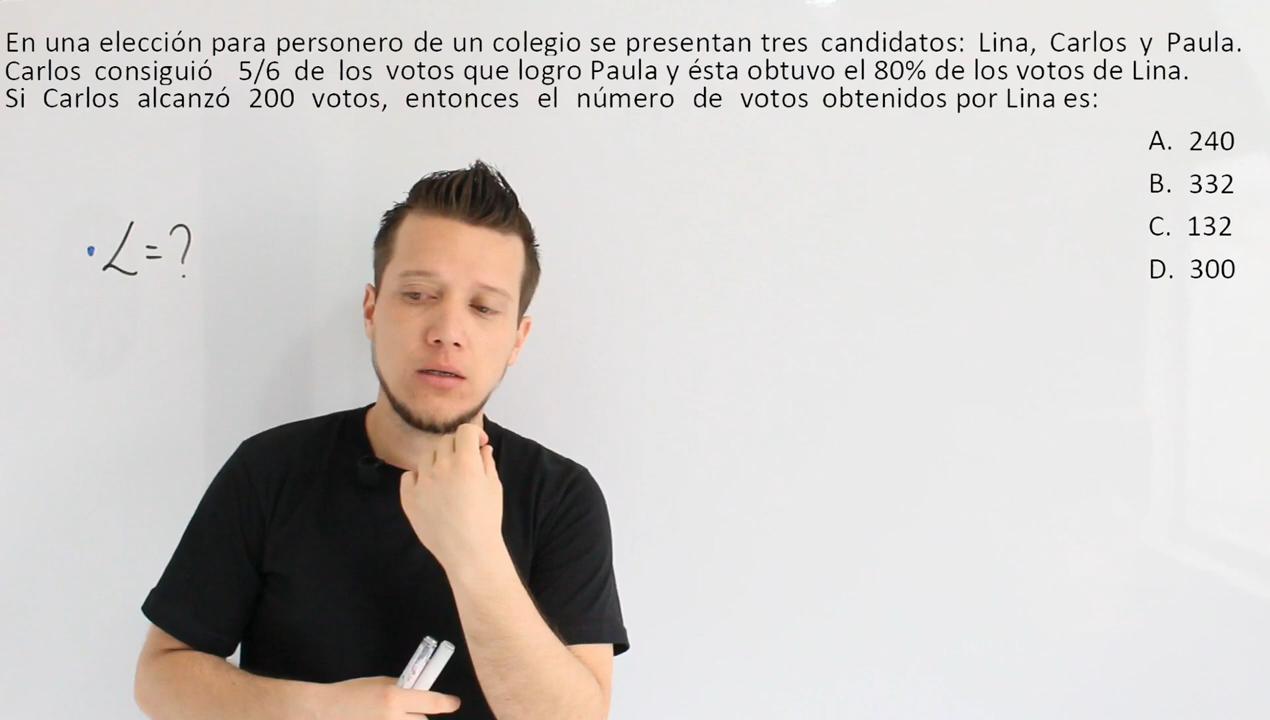 En una elección para personero de un colegio se presentan tres candidatos: Lina, Carlos y Paula.
Carlos consiguió 5/6 de los votos que logro Paula y ésta obtuvo el 80% de los votos de Lina.
Si Carlos alcanzó 200 votos, entonces el número de votos obtenidos por Lina es:
A. 240
B. 332
C. 132
D. 300
· L = ?